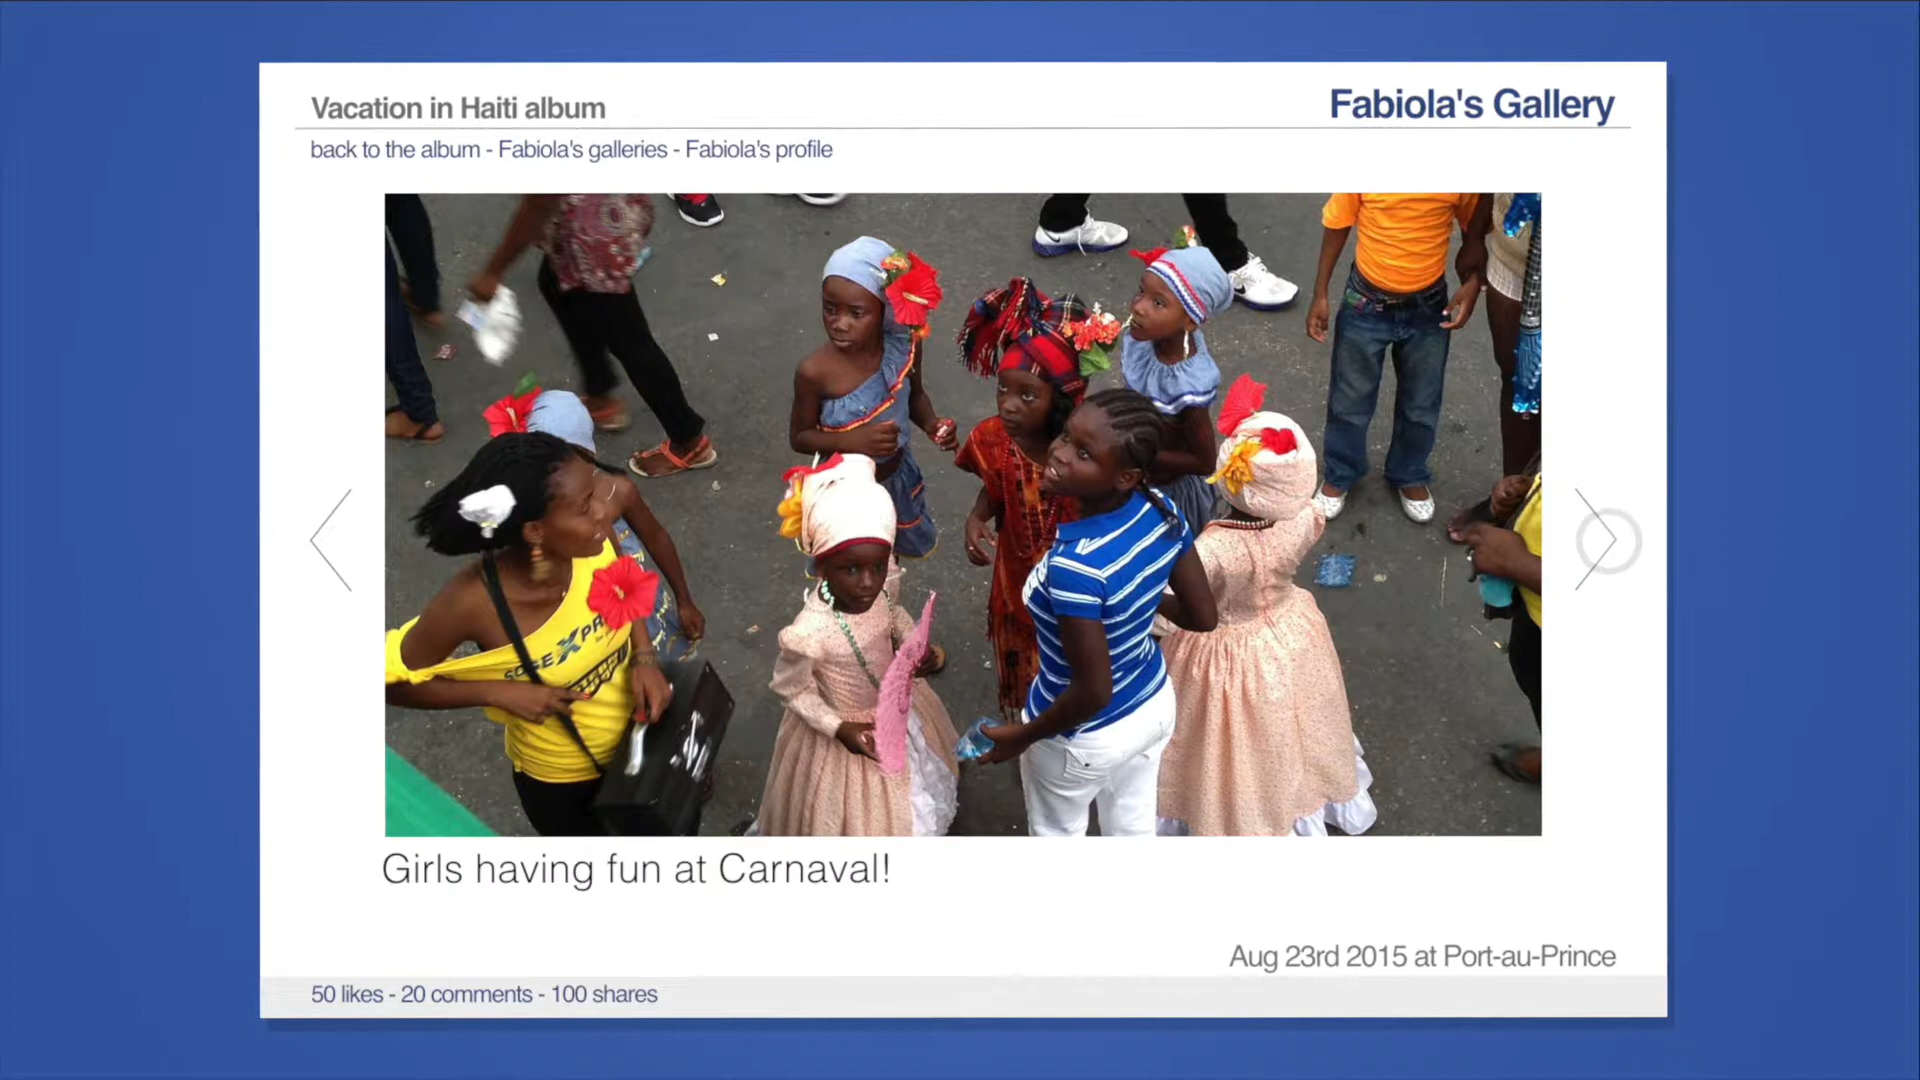 Vacation in Haiti album
Fabiola's Gallery
back to the album - Fabiola's galleries - Fabiola's profile
Girls having fun at Carnaval!
Aug 23rd 2015 at Port-au-Prince
50 likes - 20 comments - 100 shares